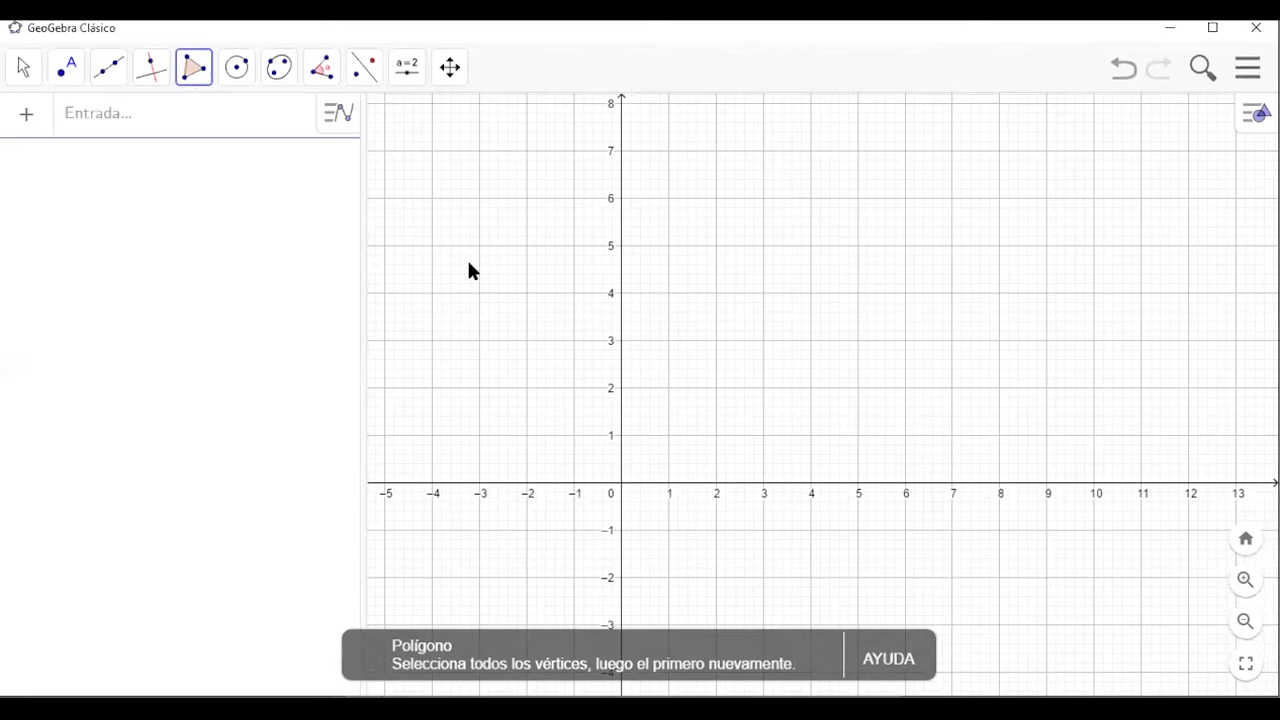 GeoGebra Clásico
A
α
a=2
Entrada...
8
7
6
5
4
3
2
1
-5 -4 -3 -2 -1 0 1 2 3 4 5 6 7 8 9 10 11 12 13
-1
-2
-3
Polígono
Selecciona todos los vértices, luego el primero nuevamente.
AYUDA
-4